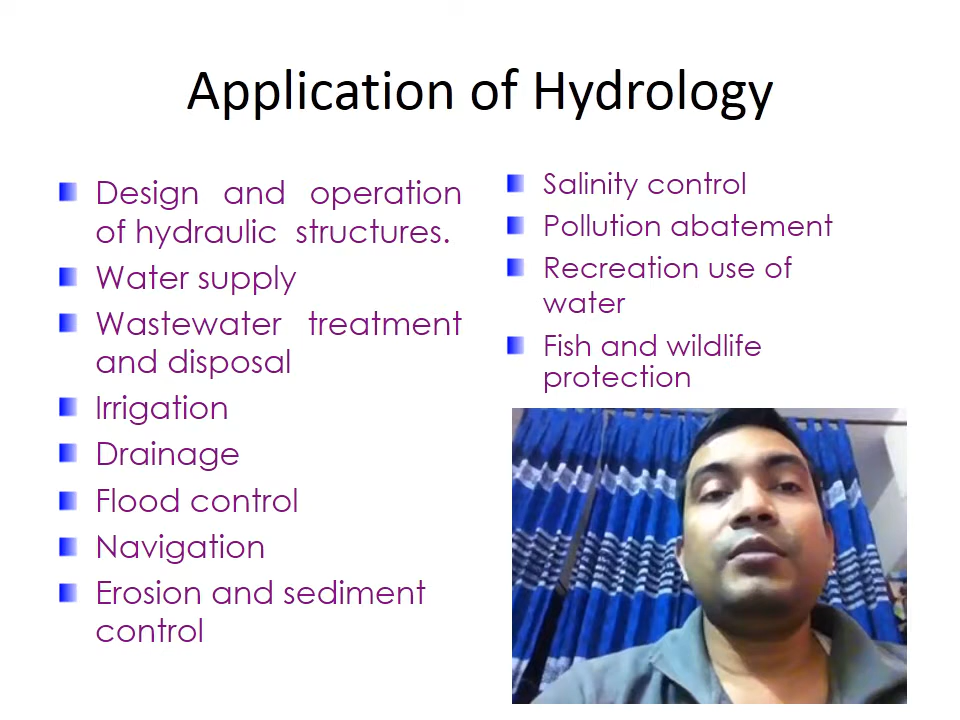 Application of Hydrology
Design and operation
of hydraulic structures.
Water supply
Wastewater treatment
and disposal
Irrigation
Drainage
Flood control
Navigation
Erosion and sediment
control
Salinity control
Pollution abatement
Recreation use of
water
Fish and wildlife
protection